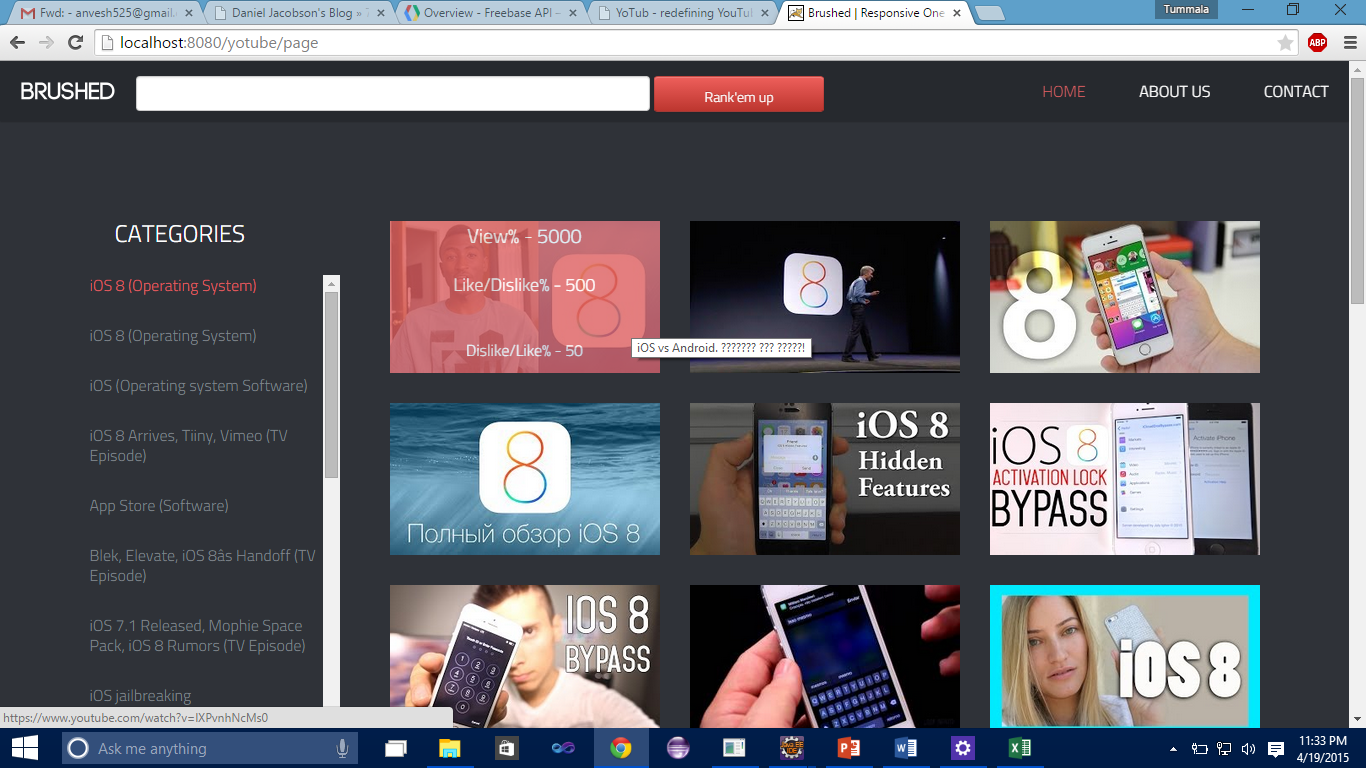 Fwd: - anvesh525@gmail.
Daniel Jacobson's Blog »
Overview - Freebase API –
YoTub - redefining YouTu
Brushed | Responsive One
Tummala
localhost:8080/yotube/page
ABP
BRUSHED
Rank'em up
HOME
ABOUT US
CONTACT
CATEGORIES
iOS 8 (Operating System)
iOS 8 (Operating System)
iOS (Operating system Software)
iOS 8 Arrives, Tiiny, Vimeo (TV
Episode)
App Store (Software)
Blek, Elevate, iOS 8âs Handoff (TV
Episode)
iOS 7.1 Released, Mophie Space
Pack, iOS 8 Rumors (TV Episode)
iOS jailbreaking
View% - 5000
Like/Dislike% - 500
Dislike/Like% - 50
8
iOS vs Android. ??????? ??? ?????!
8
8
8
Полный обзор iOS 8
iOS 8
Hidden
Features
iOS 8
ACTIVATION LOCK
BYPASS
Activate iPhone
IOS 8
BYPASS
iOS 8
https://www.youtube.com/watch?v=IXPvnhNcMs0
Ask me anything
11:33 PM
4/19/2015